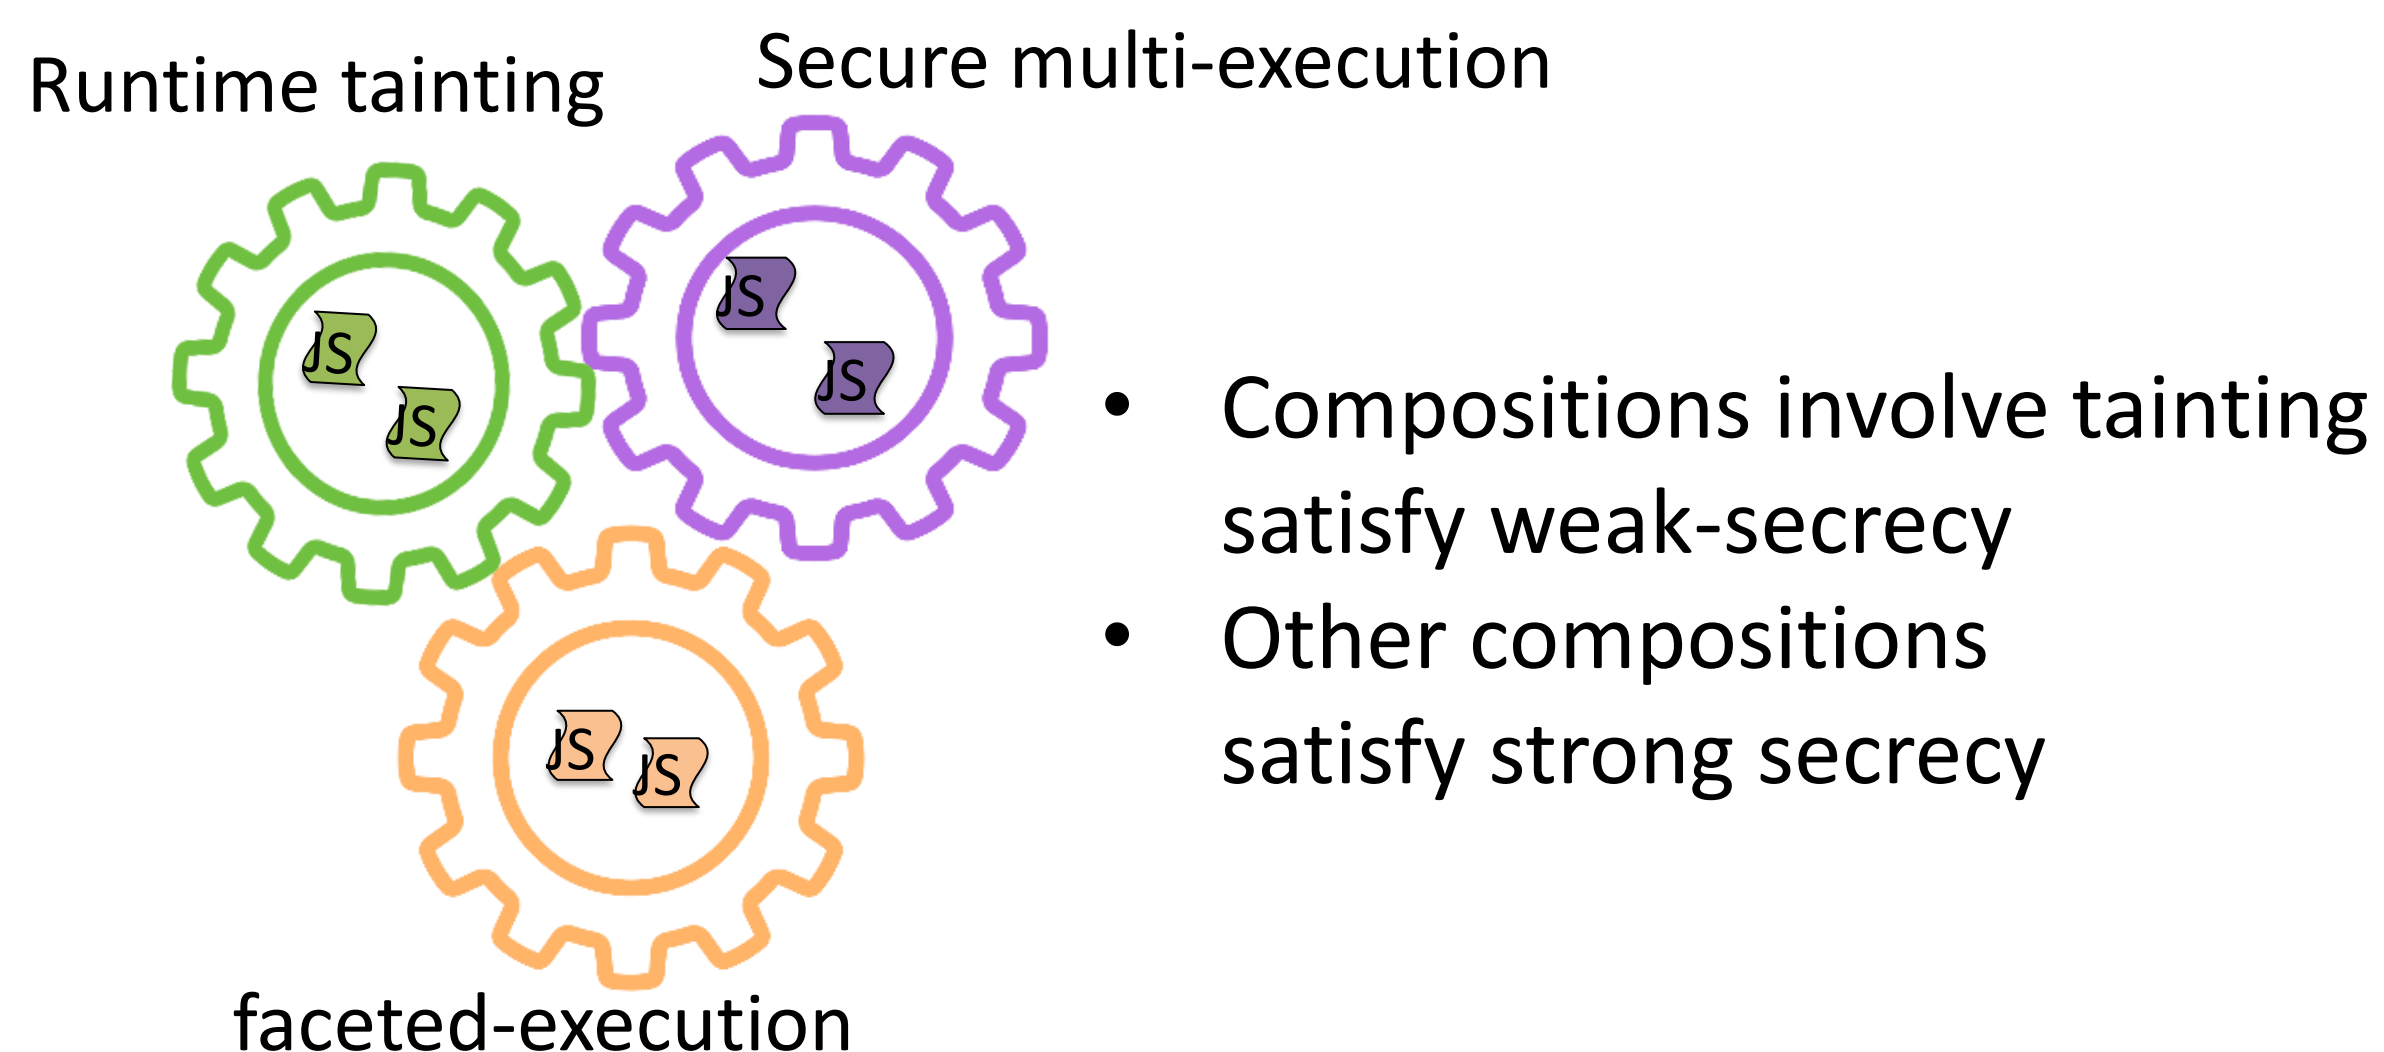 Runtime tainting
Secure multi-execution
JS
JS
JS
JS
JS
JS
faceted-execution
• Compositions involve tainting
satisfy weak-secrecy
• Other compositions
satisfy strong secrecy